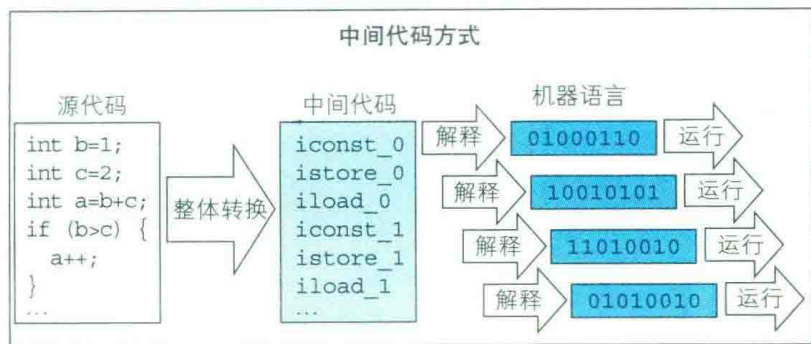 中间代码方式
源代码
int b=1;
int c=2;
int a=b+c;
if (b>c) {
a++;
}
...
整体转换
中间代码
iconst_0
istore_0
iload_0
iconst_1
istore_1
iload_1
...
机器语言
解释 01000110 运行
解释 10010101 运行
解释 11010010 运行
解释 01010010 运行